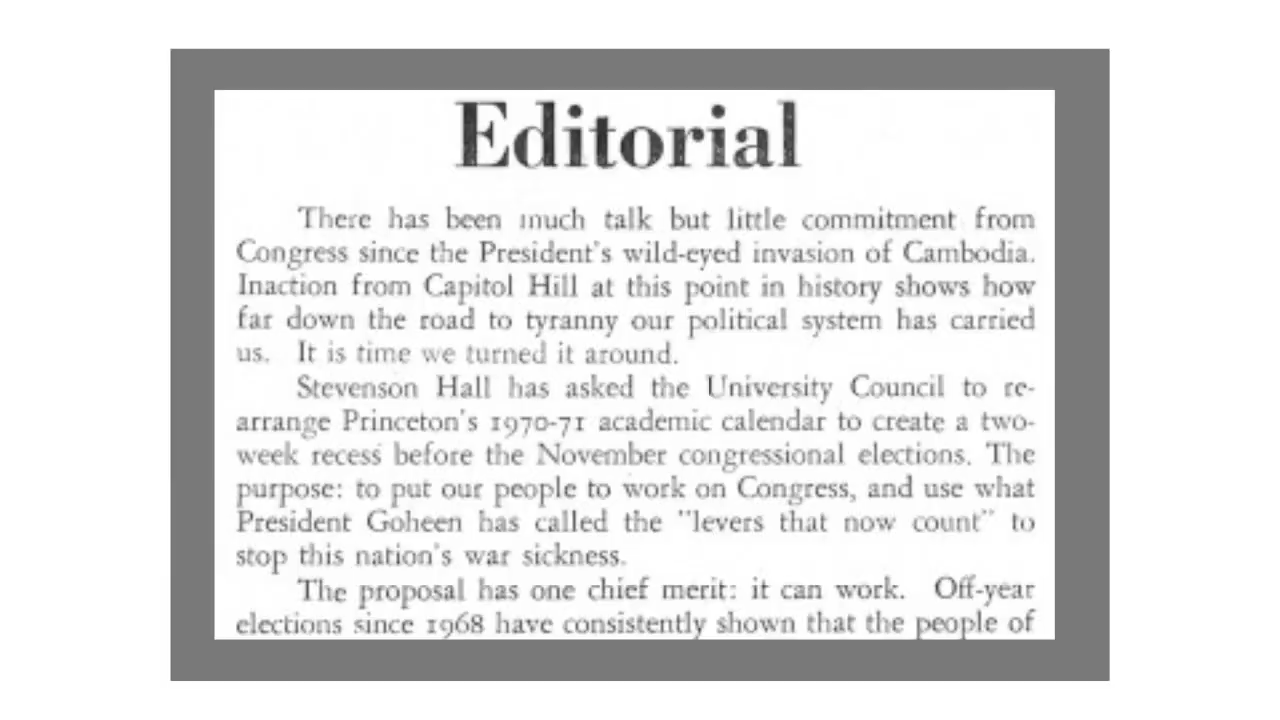 Editorial
There has been much talk but little commitment from
Congress since the President's wild-eyed invasion of Cambodia.
Inaction from Capitol Hill at this point in history shows how
far down the road to tyranny our political system has carried
us. It is time we turned it around.
Stevenson Hall has asked the University Council to re-
arrange Princeton's 1970-71 academic calendar to create a two-
week recess before the November congressional elections. The
purpose: to put our people to work on Congress, and use what
President Goheen has called the "levers that now count" to
stop this nation's war sickness.
The proposal has one chief merit: it can work. Off-year
elections since 1968 have consistently shown that the people of